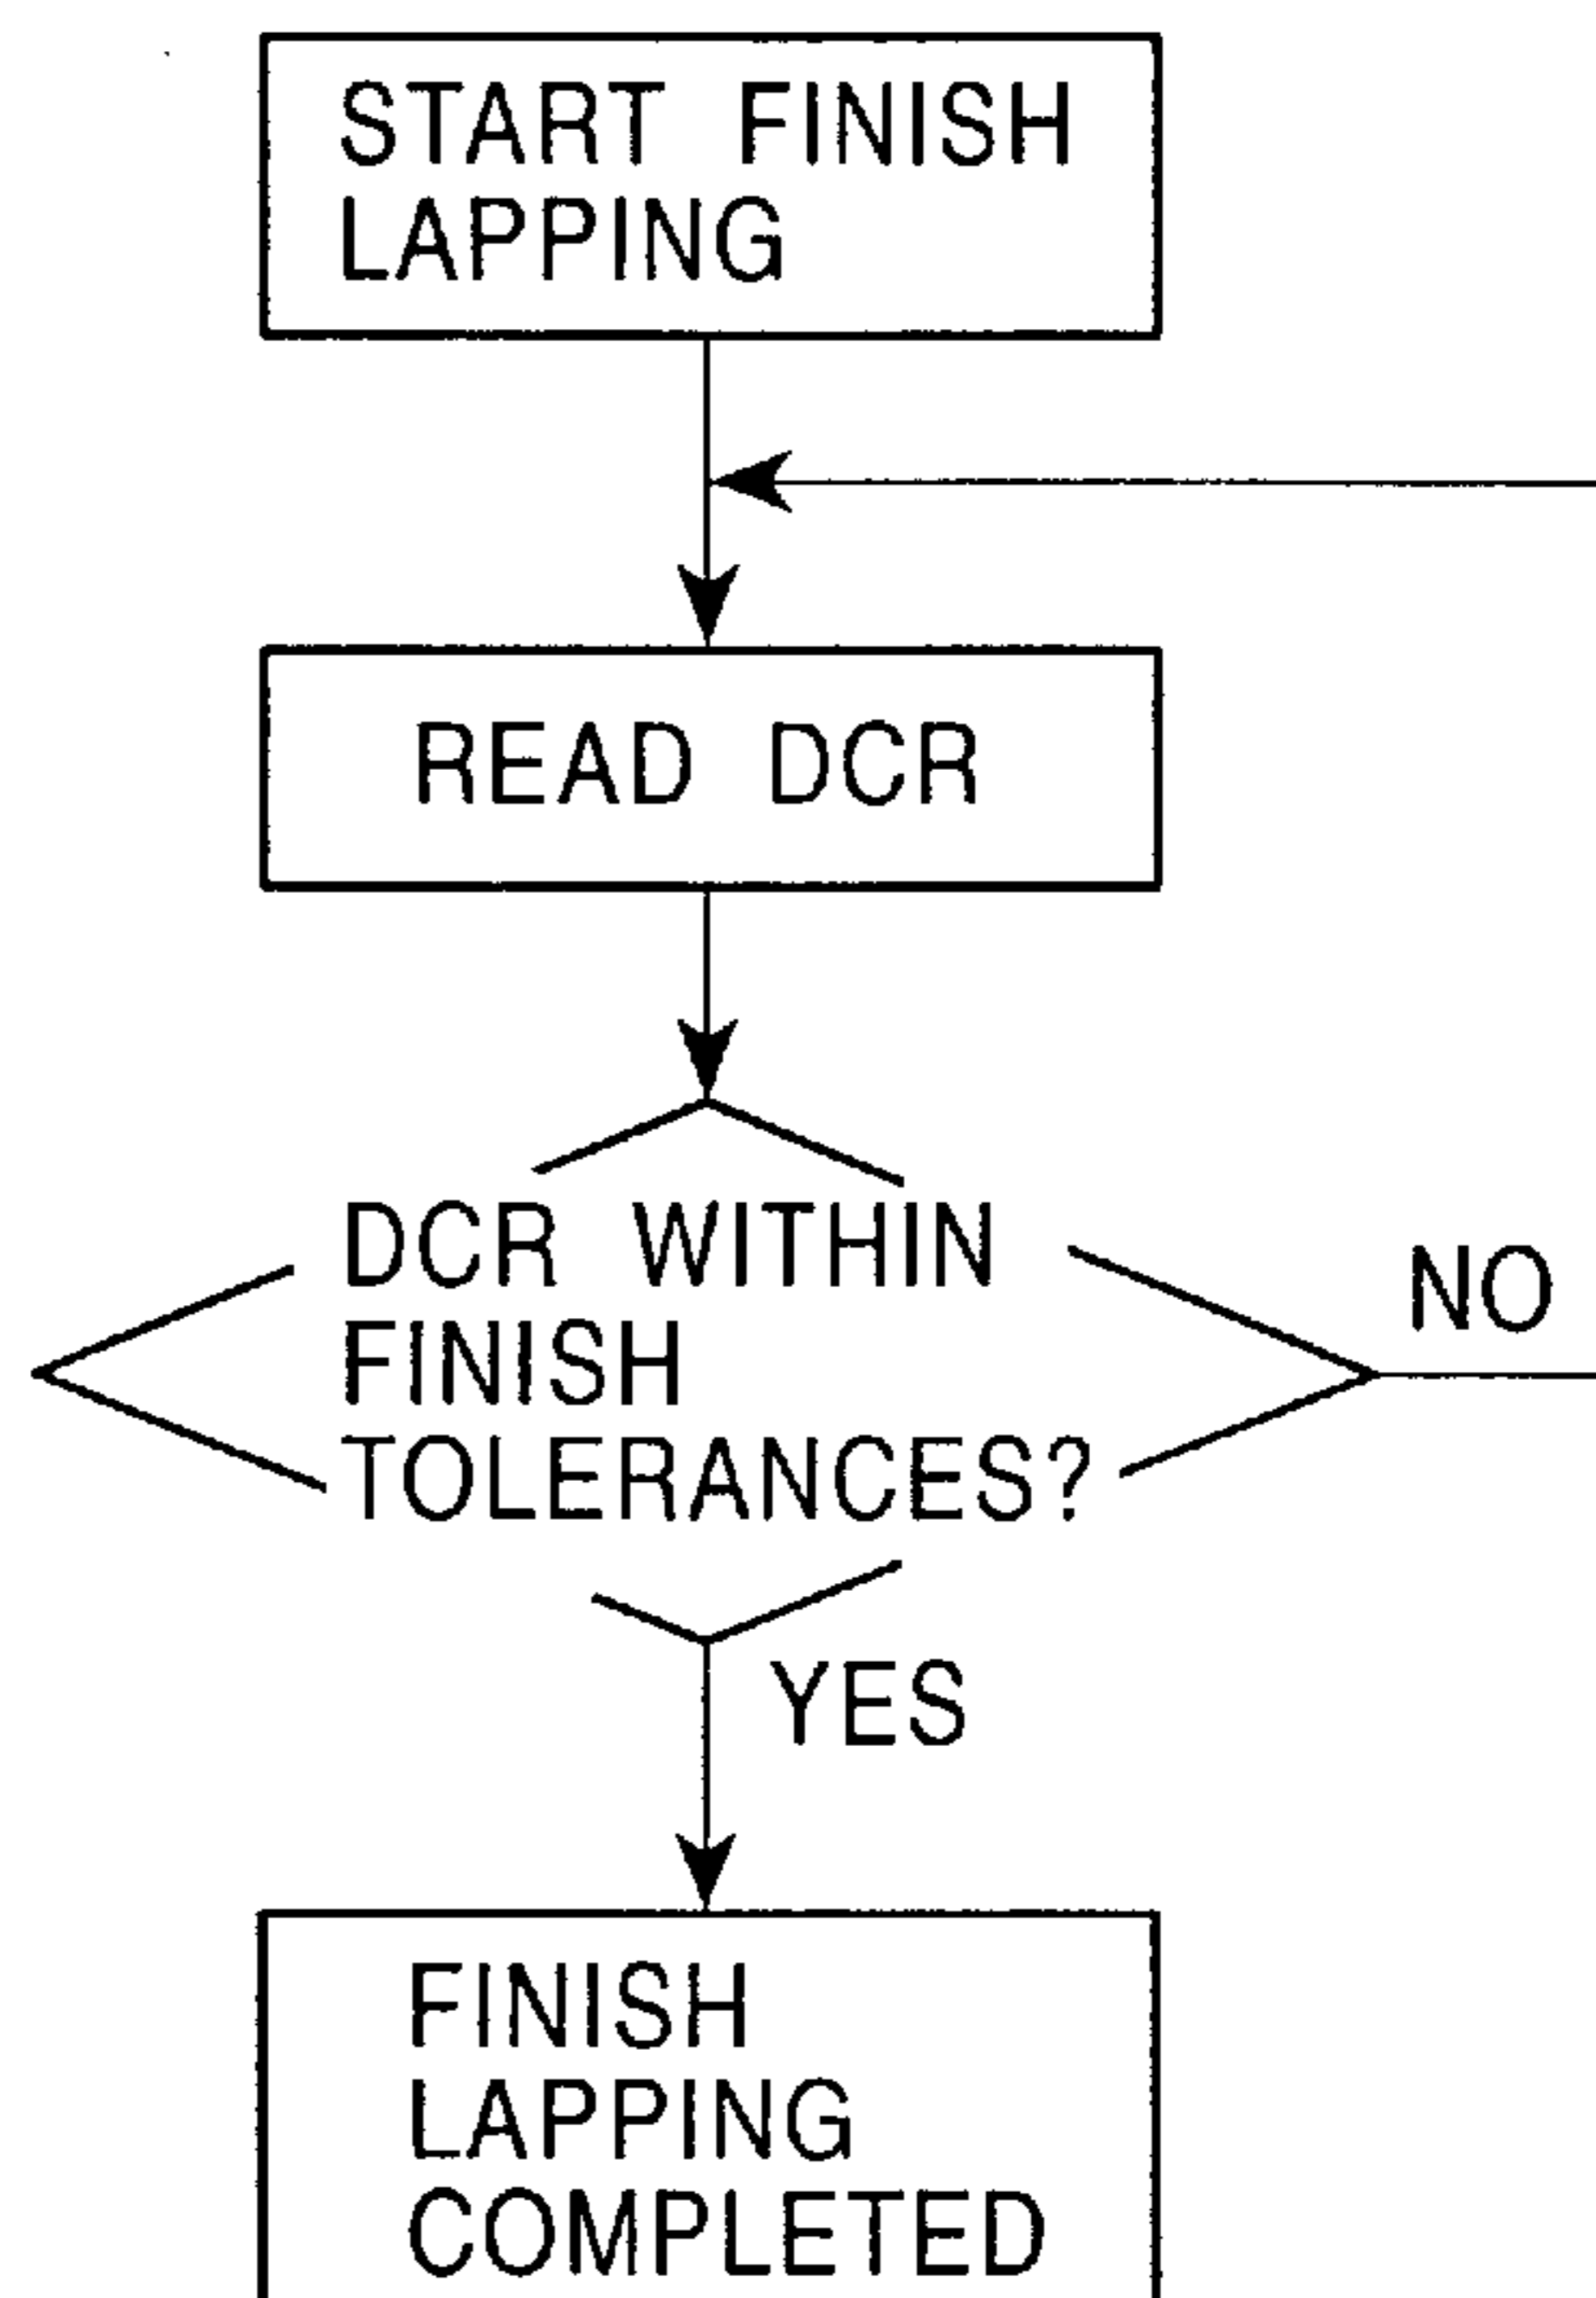 START FINISH
LAPPING
READ DCR
DCR WITHIN
FINISH
TOLERANCES?
NO
YES
FINISH
LAPPING
COMPLETED